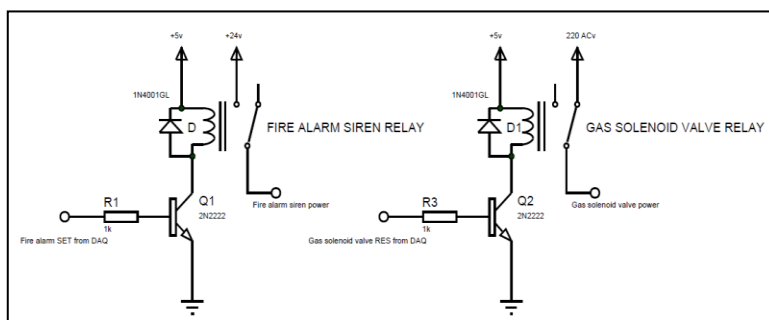 +5v
+24v
1N4001GL
D
FIRE ALARM SIREN RELAY
Q1
2N2222
R1
1k
Fire alarm siren power
Fire alarm SET from DAQ
+5v
220 ACv
1N4001GL
D1
GAS SOLENOID VALVE RELAY
Q2
2N2222
R3
1k
Gas solenoid valve power
Gas solenoid valve RES from DAQ